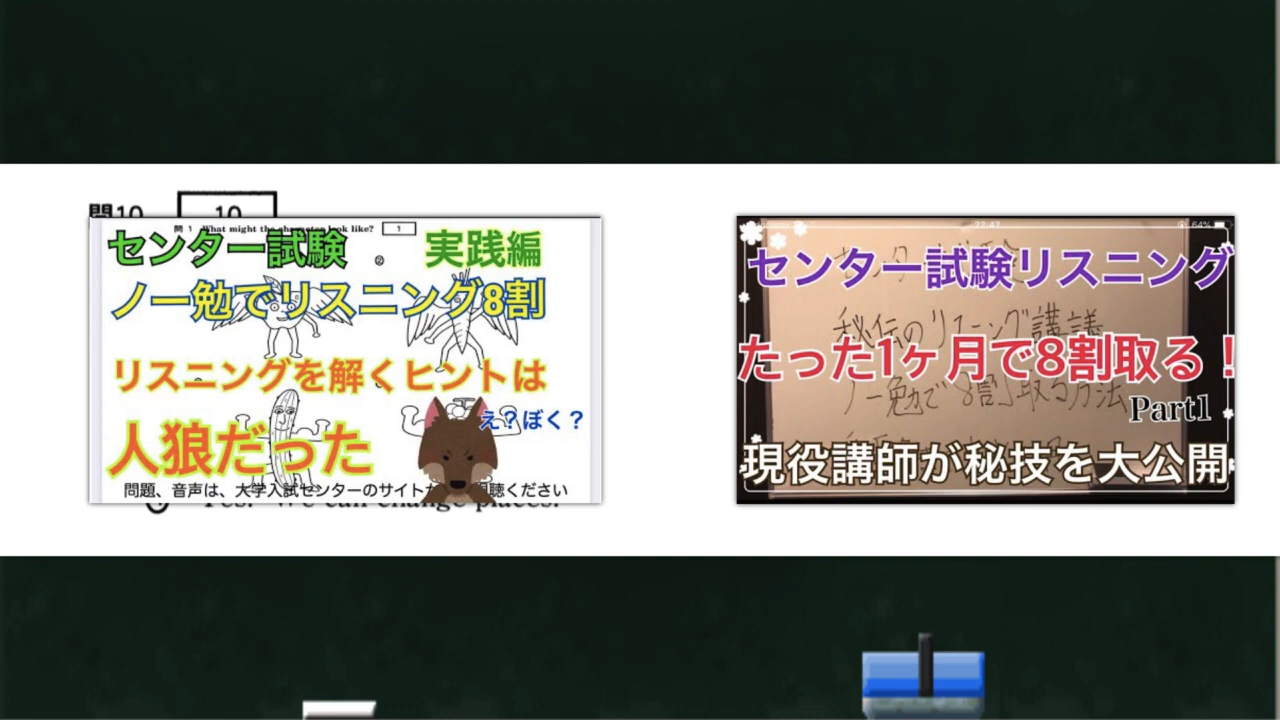 問10 10
問 1 What might the character look like? 1
センター試験 実践編
ノー勉でリスニング8割
リスニングを解くヒントは
え?ぼく?
人狼だった
問題、音声は、大学入試センターのサイト
聴ください
Yes! We can change places.
64%
センター試験リスニング
秘伝のリスニング講義
たった1ヶ月で8割取る!
ノー勉で8割取る方法
Part1
現役講師が秘技を大公開